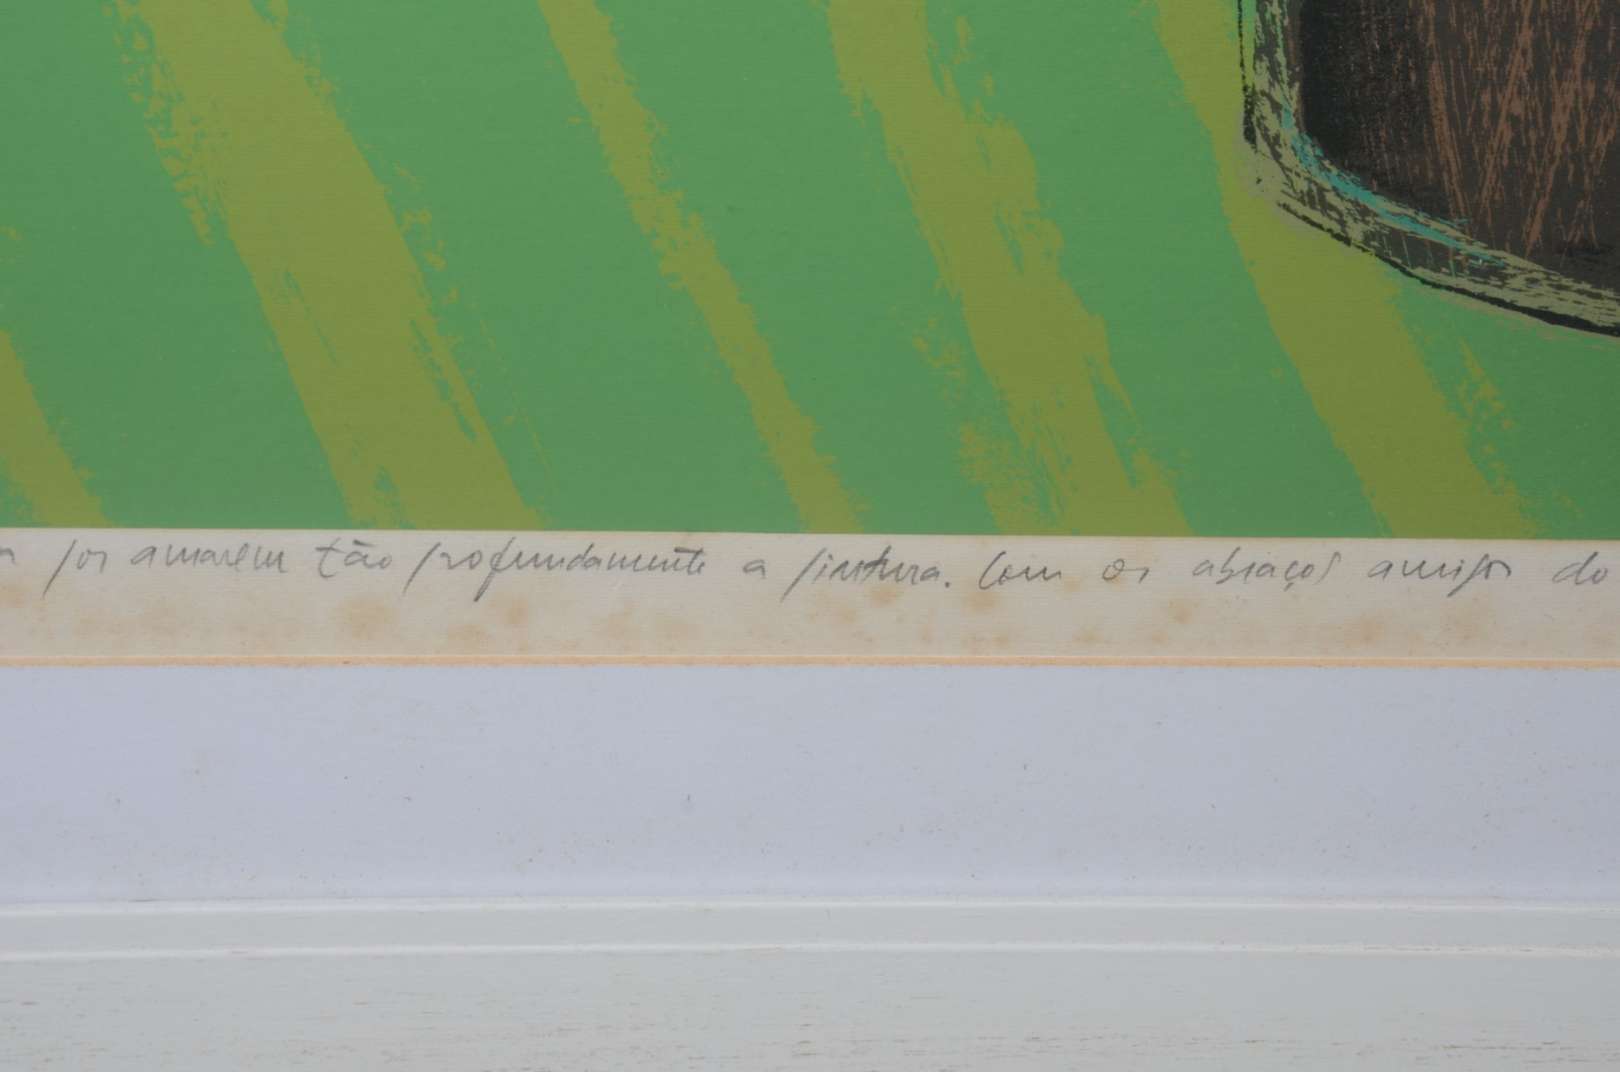 por amarem tão profundamente a pintura. Com os abraços amigos do